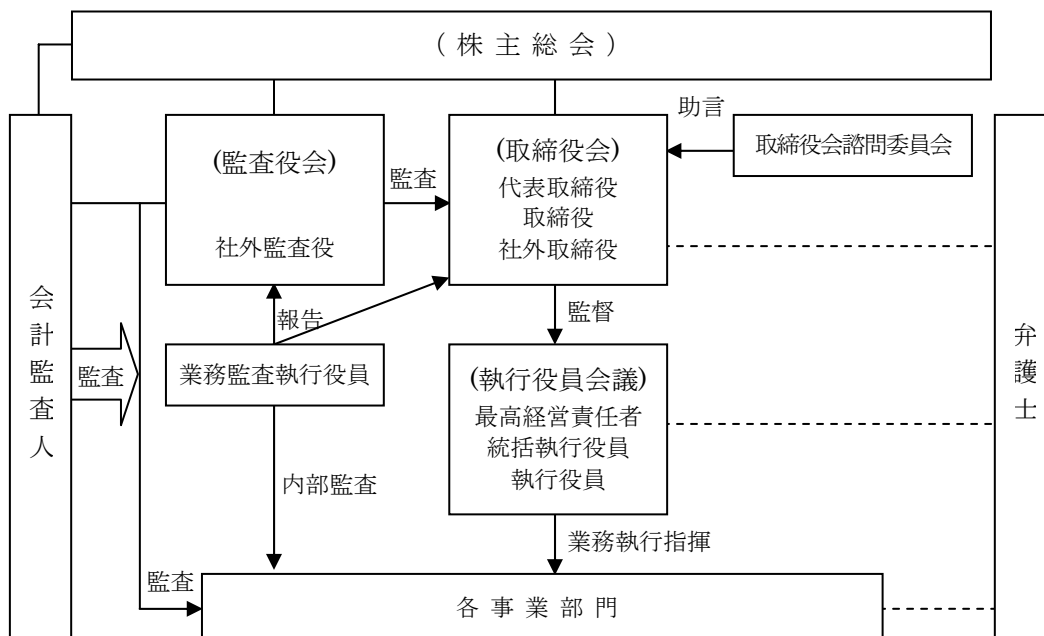 (株主総会)
助言
(監査役会)
社外監査役
監査
(取締役会)
代表取締役
取締役
社外取締役
取締役会諮問委員会
報告
監督
会計監査人
監査
業務監査執行役員
(執行役員会議)
最高経営責任者
統括執行役員
執行役員
弁護士
内部監査
業務執行指揮
監査
各事業部門